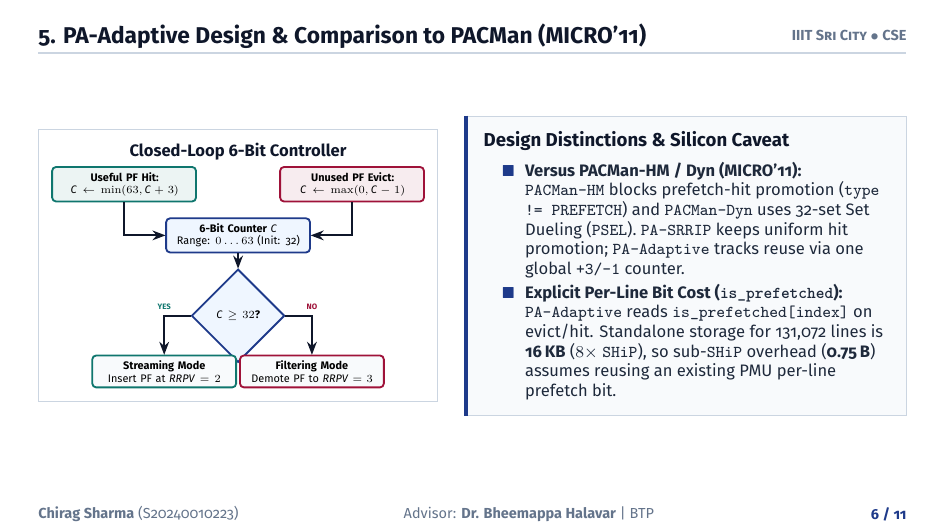 5. PA-Adaptive Design & Comparison to PACMan (MICRO’11)
IIIT Sri City • CSE
Closed-Loop 6-Bit Controller
Useful PF Hit:
C ← min(63, C + 3)
Unused PF Evict:
C ← max(0, C − 1)
6-Bit Counter C
Range: 0 … 63 (Init: 32)
YES
C ≥ 32?
NO
Streaming Mode
Insert PF at RRPV = 2
Filtering Mode
Demote PF to RRPV = 3
Design Distinctions & Silicon Caveat
■ Versus PACMan-HM / Dyn (MICRO’11):
PACMan-HM blocks prefetch-hit promotion (type
!= PREFETCH) and PACMan-Dyn uses 32-set Set
Dueling (PSEL). PA-SRRIP keeps uniform hit
promotion; PA-Adaptive tracks reuse via one
global +3/−1 counter.
■ Explicit Per-Line Bit Cost (is_prefetched):
PA-Adaptive reads is_prefetched[index] on
evict/hit. Standalone storage for 131,072 lines is
16 KB (8× SHiP), so sub-SHiP overhead (0.75 B)
assumes reusing an existing PMU per-line
prefetch bit.
Chirag Sharma (S20240010223)
Advisor: Dr. Bheemappa Halavar | BTP
6 / 11